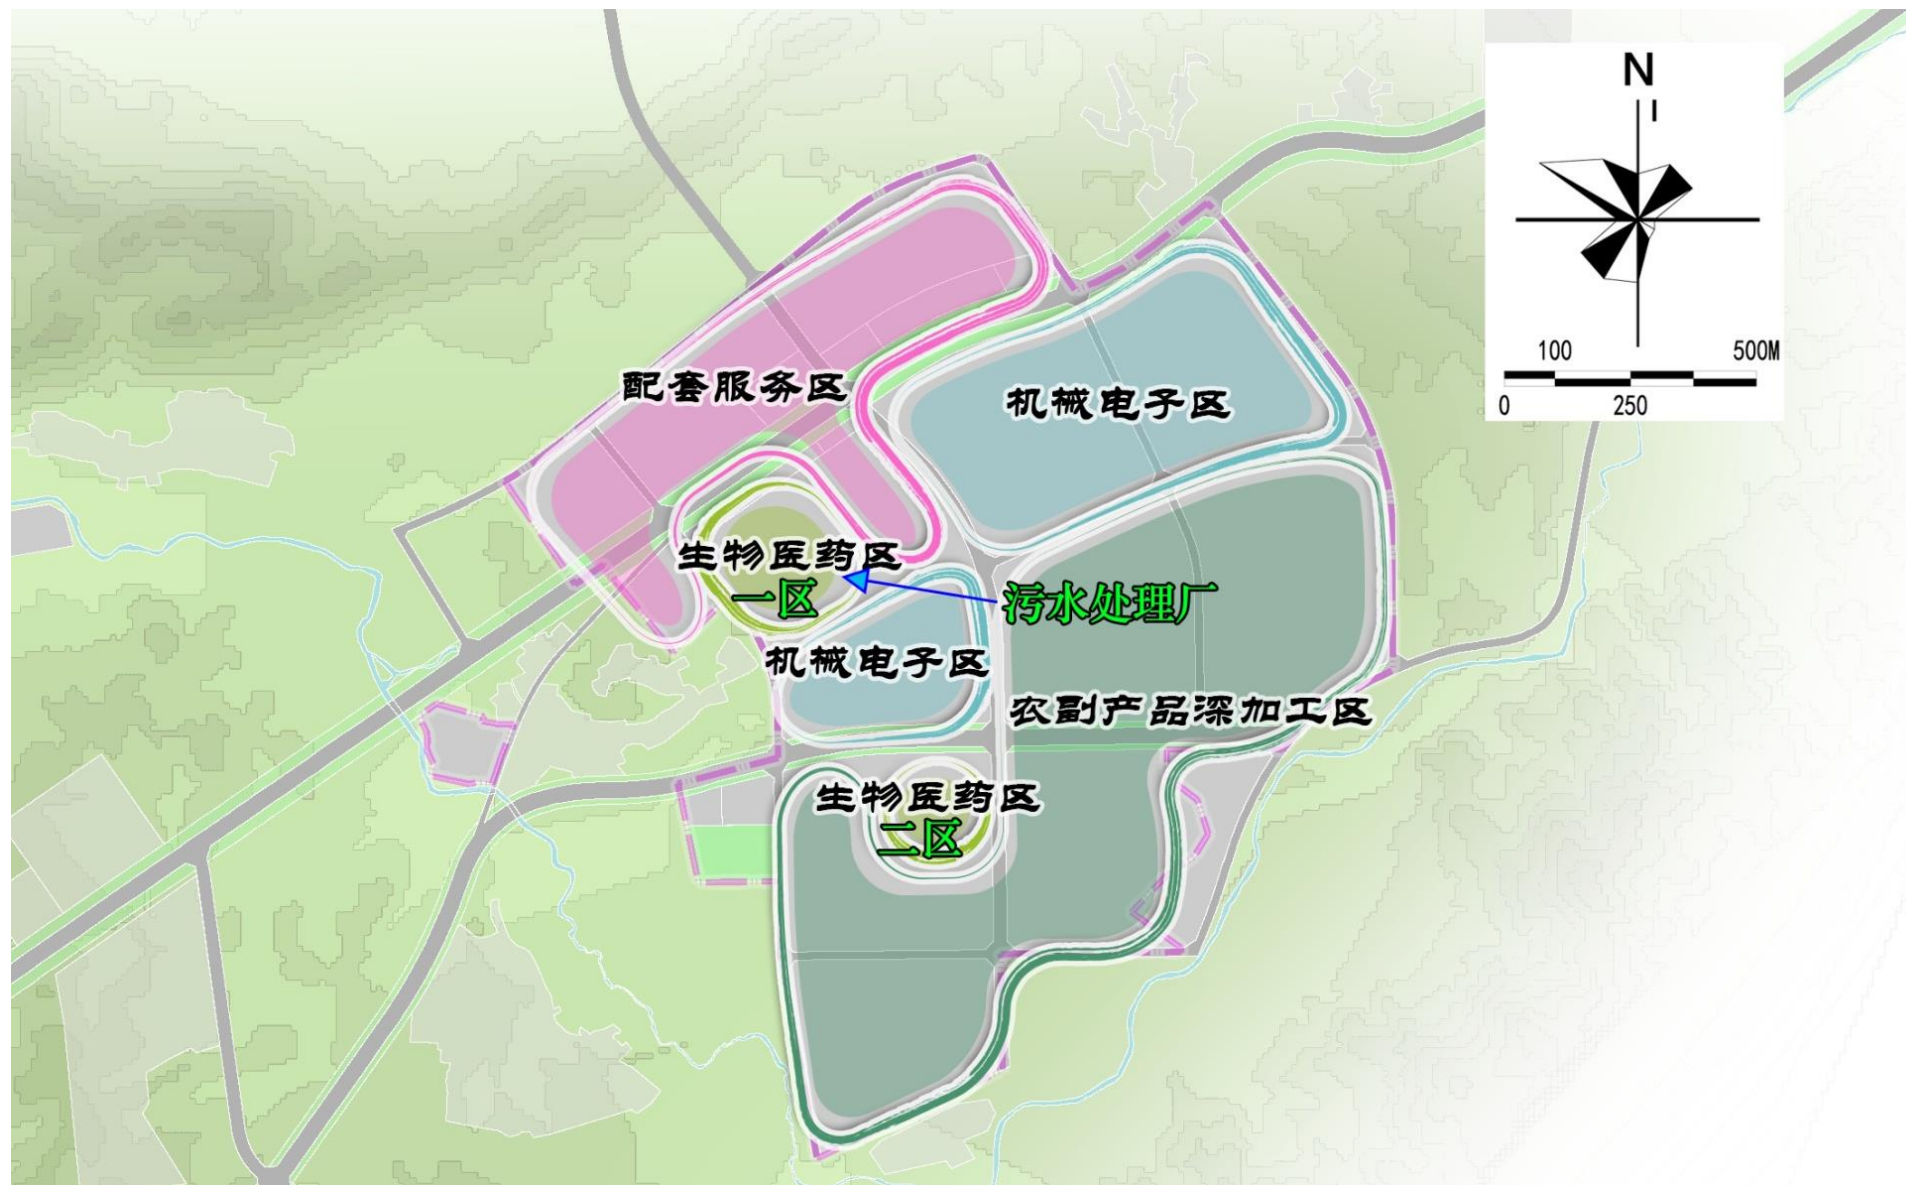 N
100
500M
0
250
配套服务区
机械电子区
生物医药区
一区
污水处理厂
机械电子区
农副产品深加工区
生物医药区
二区